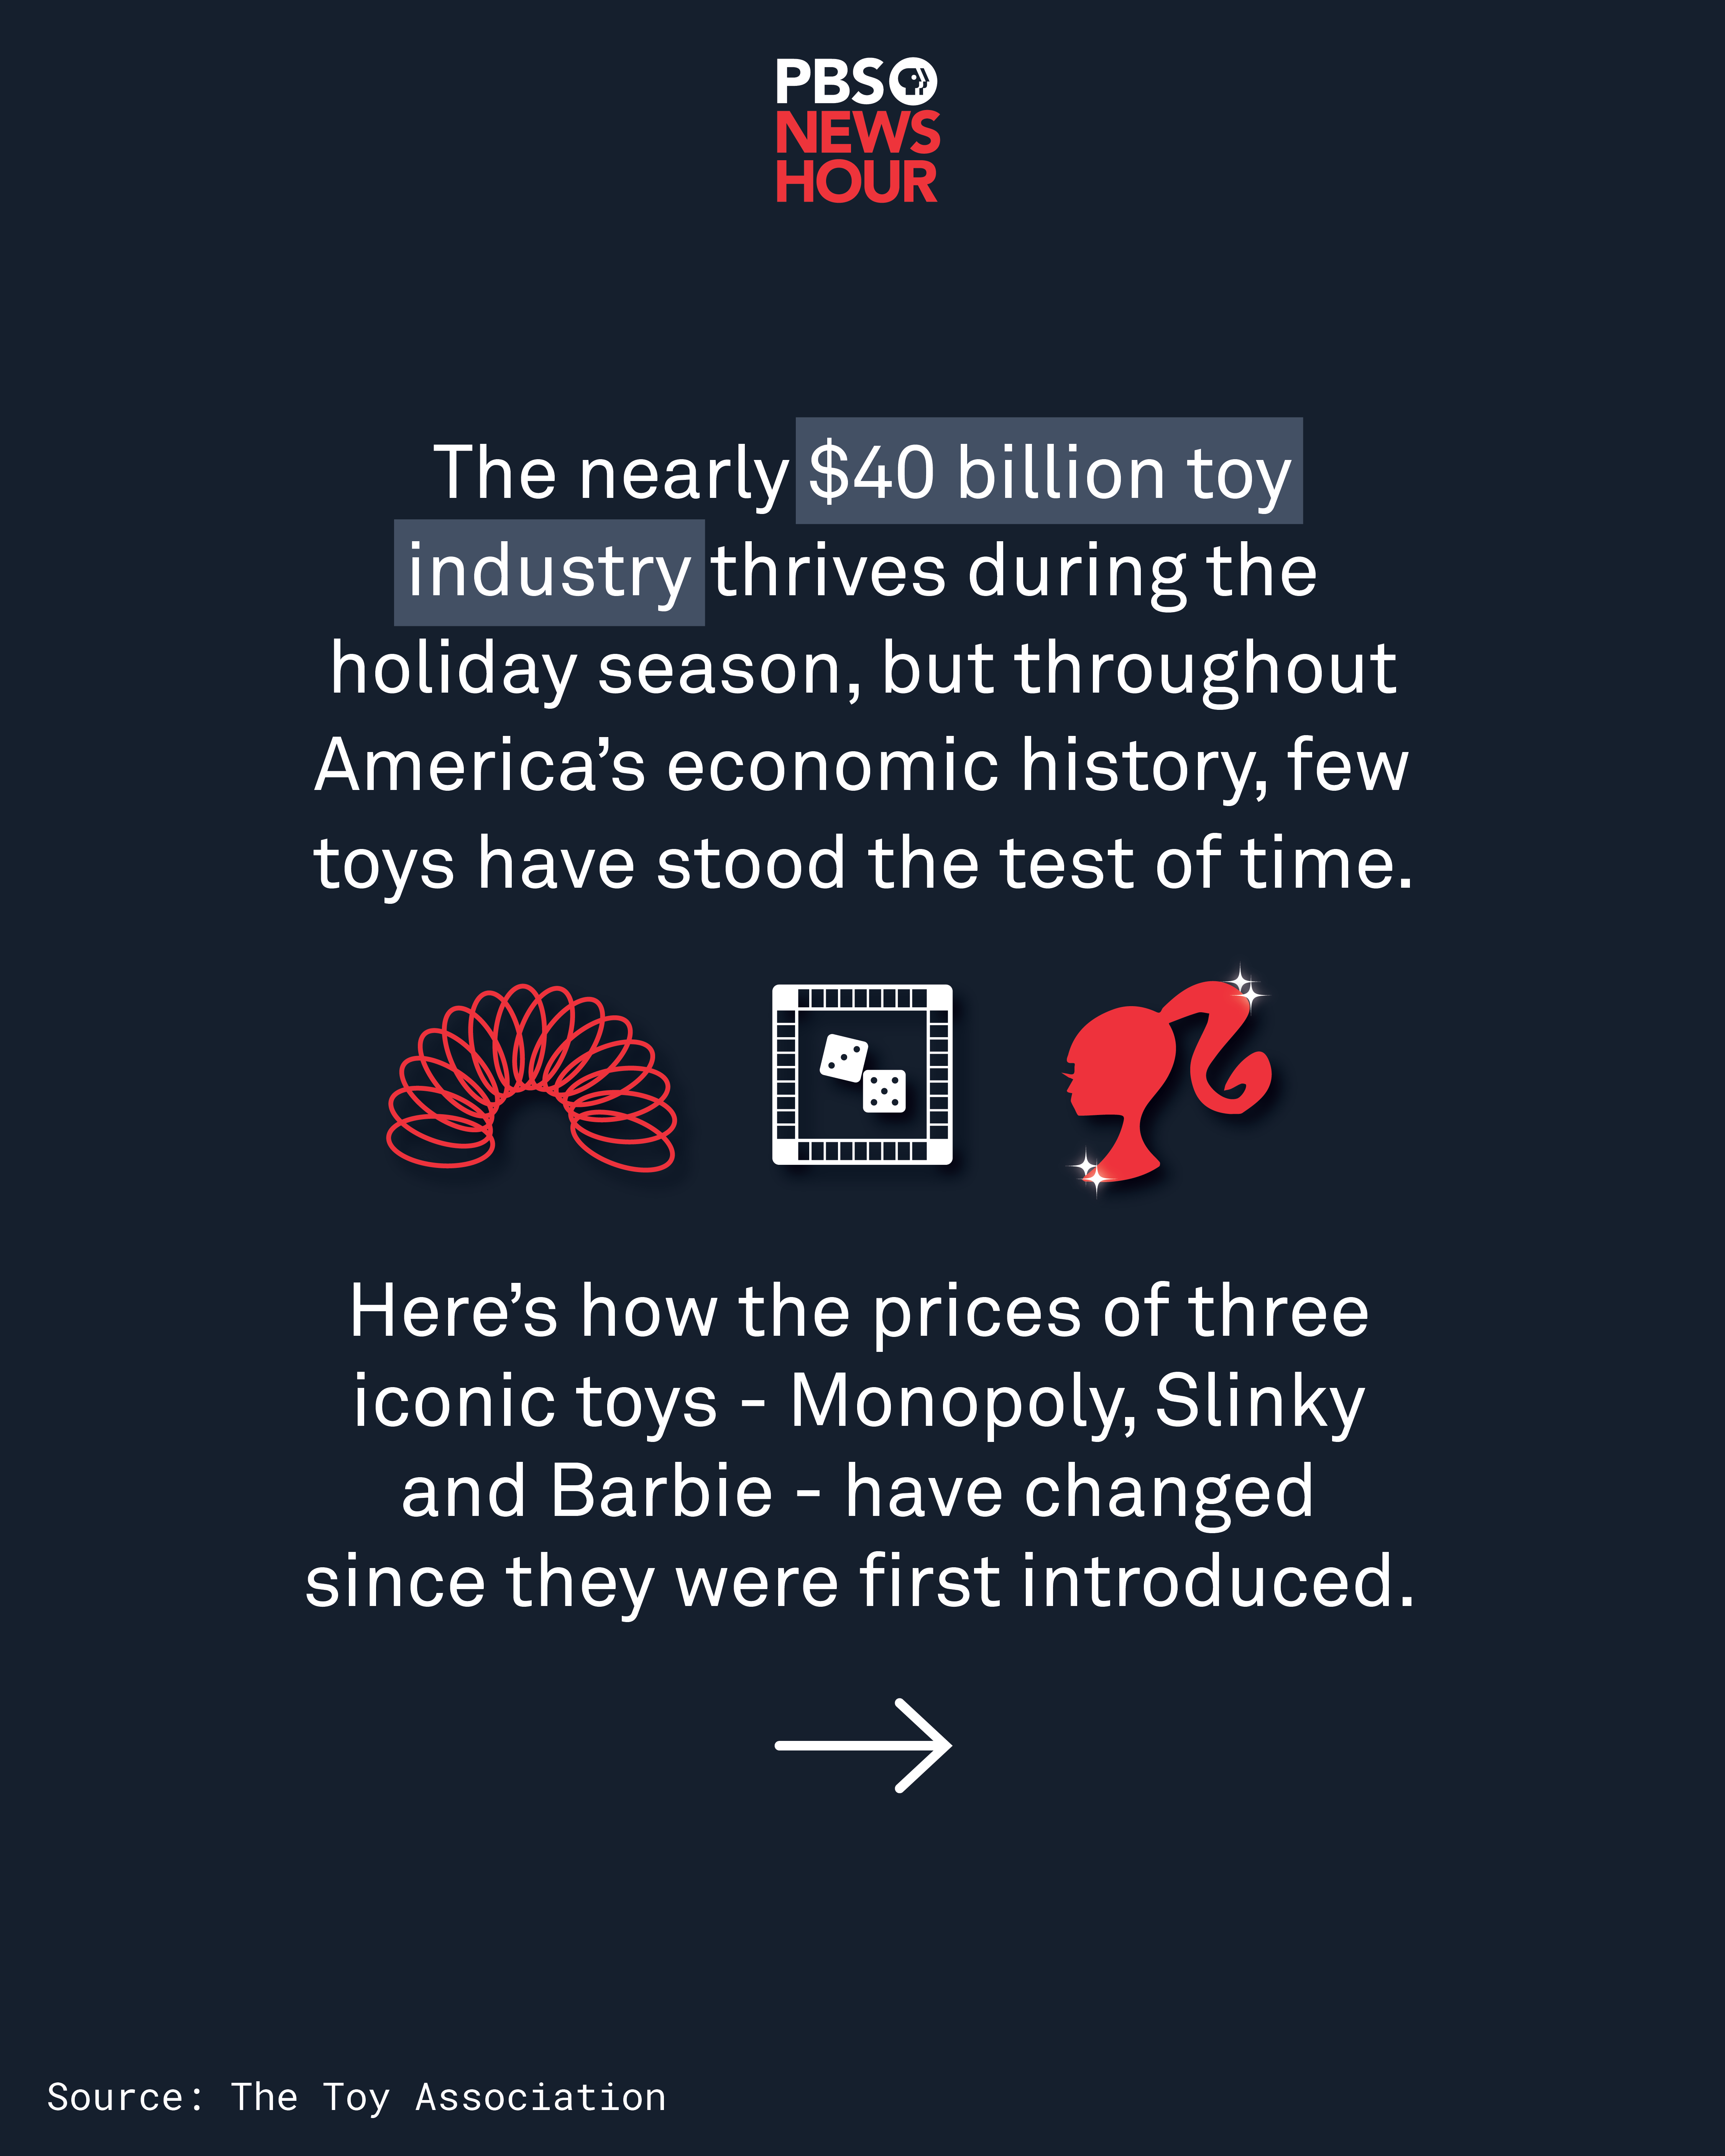 PBS
NEWS
HOUR
The nearly $40 billion toy
industry thrives during the
holiday season, but throughout
America’s economic history, few
toys have stood the test of time.
Here’s how the prices of three
iconic toys - Monopoly, Slinky
and Barbie - have changed
since they were first introduced.
Source: The Toy Association